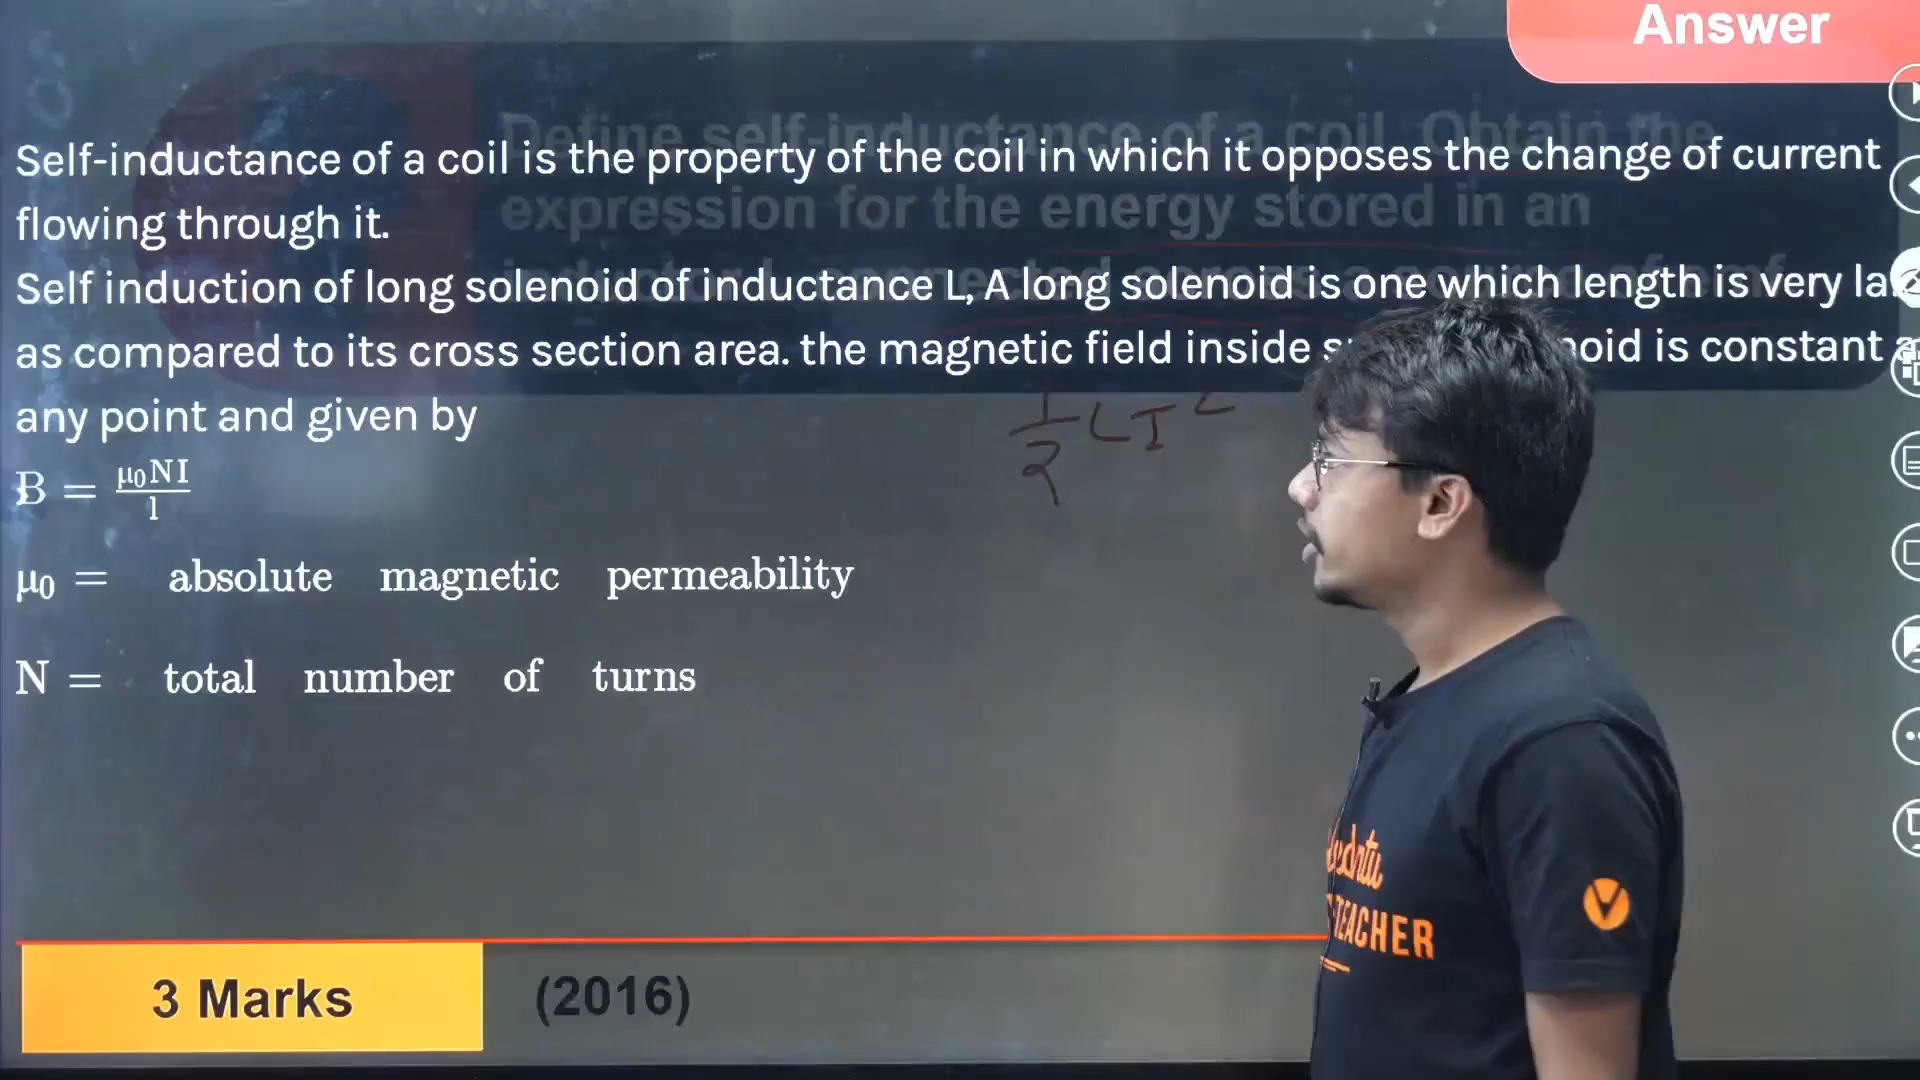 Answer
Define self-inductance of a coil. Obtain the
expression for the energy stored in an
Self-inductance of a coil is the property of the coil in which it opposes the change of current
flowing through it.
Self induction of long solenoid of inductance L, A long solenoid is one which length is very
as compared to its cross section area. the magnetic field inside is constant
any point and given by
B = μ₀NI/l
1/2 LI
μ₀ = absolute magnetic permeability
N = total number of turns
TEACHER
3 Marks
(2016)